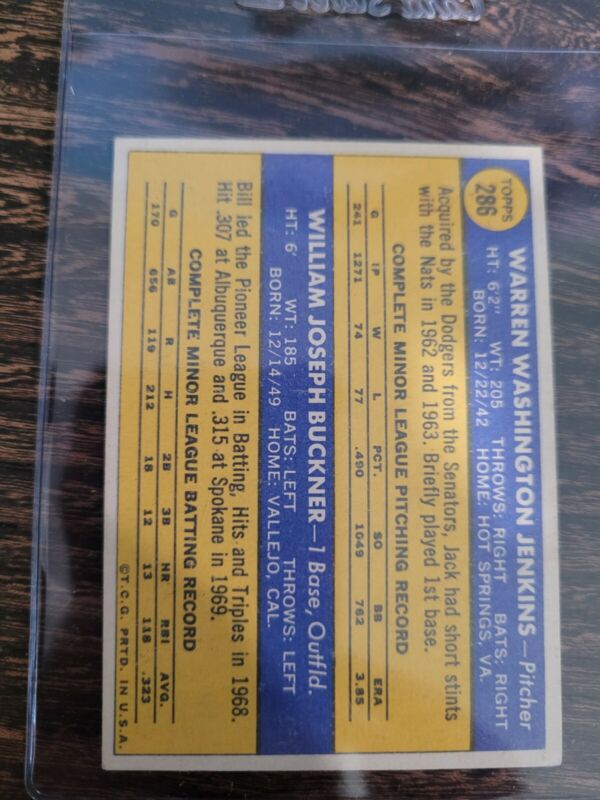 TOPPS
286
WARREN WASHINGTON JENKINS—Pitcher
HT: 6'2" WT: 205 THROWS: RIGHT BATS: RIGHT
BORN: 12/22/42 HOME: HOT SPRINGS, VA.
Acquired by the Dodgers from the Senators, Jack had short stints
with the Nats in 1962 and 1963. Briefly played 1st base.
COMPLETE MINOR LEAGUE PITCHING RECORD
G IP W L PCT. SO BB ERA
241 1271 74 77 .490 1049 762 3.85
WILLIAM JOSEPH BUCKNER—1 Base, Outfld.
HT: 6' WT: 185 BATS: LEFT THROWS: LEFT
BORN: 12/14/49 HOME: VALLEJO, CAL.
Bill led the Pioneer League in Batting, Hits and Triples in 1968.
Hit .307 at Albuquerque and .315 at Spokane in 1969.
COMPLETE MINOR LEAGUE BATTING RECORD
G AB R H 2B 3B HR RBI AVG.
170 656 119 212 18 12 13 118 .323
©T.C.G. PRTD. IN U.S.A.